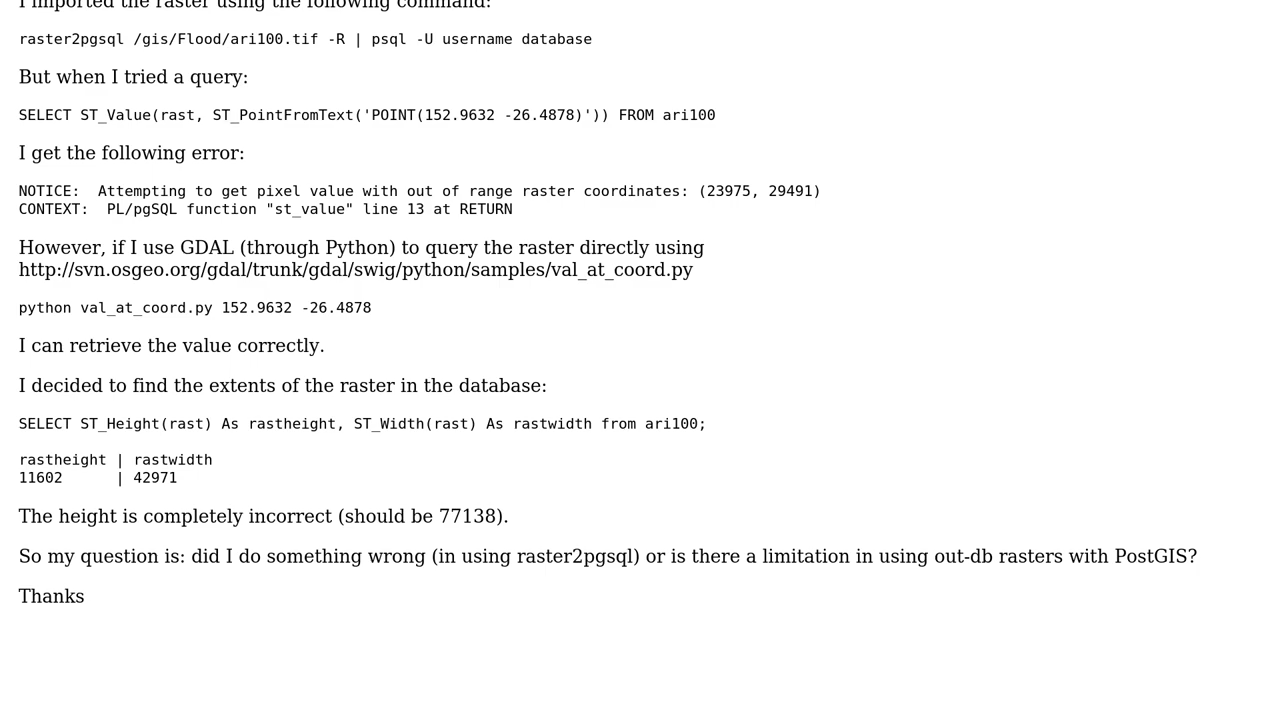 I imported the raster using the following command:
raster2pgsql /gis/Flood/ari100.tif -R | psql -U username database
But when I tried a query:
SELECT ST_Value(rast, ST_PointFromText('POINT(152.9632 -26.4878)')) FROM ari100
I get the following error:
NOTICE:  Attempting to get pixel value with out of range raster coordinates: (23975, 29491)
CONTEXT:  PL/pgSQL function "st_value" line 13 at RETURN
However, if I use GDAL (through Python) to query the raster directly using
http://svn.osgeo.org/gdal/trunk/gdal/swig/python/samples/val_at_coord.py
python val_at_coord.py 152.9632 -26.4878
I can retrieve the value correctly.
I decided to find the extents of the raster in the database:
SELECT ST_Height(rast) As rastheight, ST_Width(rast) As rastwidth from ari100;
rastheight | rastwidth
11602      | 42971
The height is completely incorrect (should be 77138).
So my question is: did I do something wrong (in using raster2pgsql) or is there a limitation in using out-db rasters with PostGIS?
Thanks